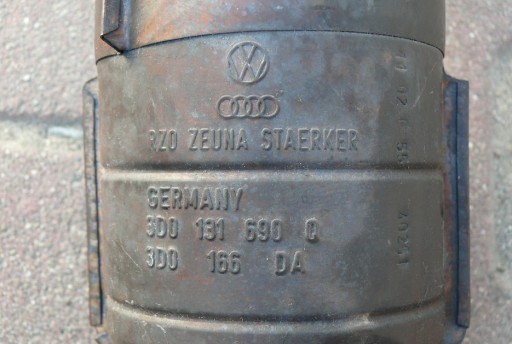 RZO ZEUNA STAERKER
GERMANY
3D0 131 690 Q
3D0 166 DA